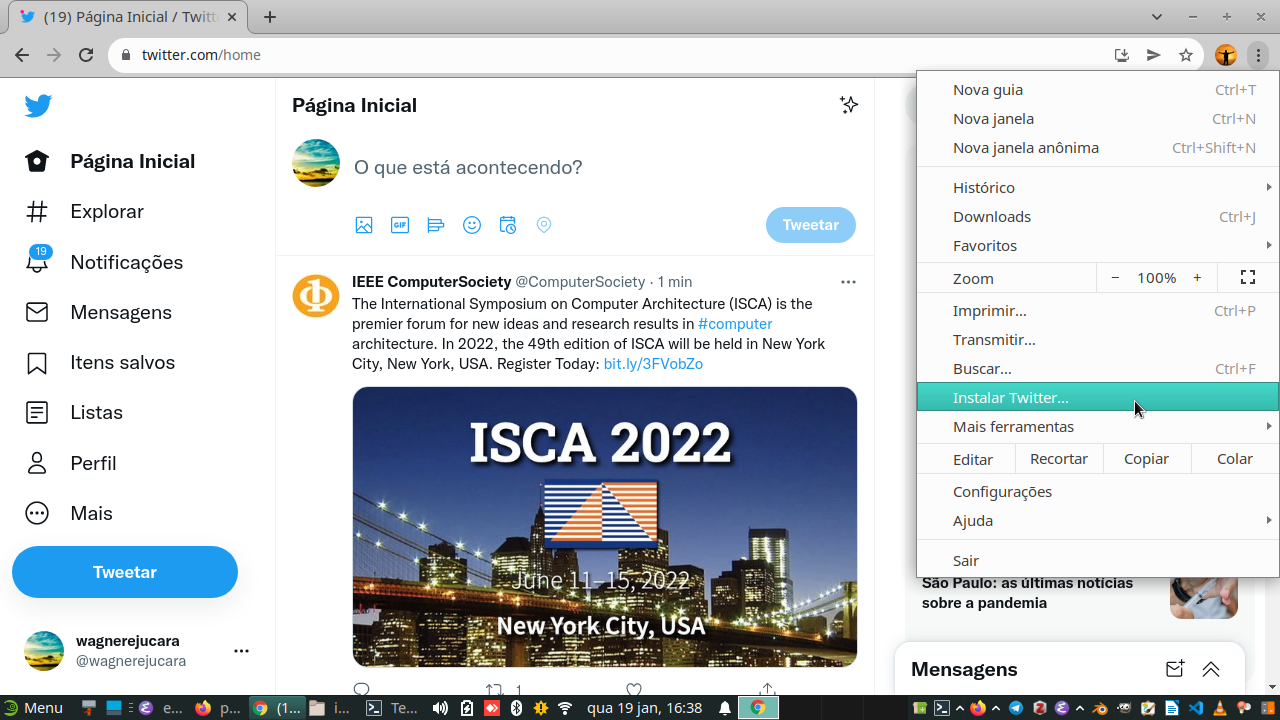 (19) Página Inicial / Twitt
twitter.com/home
Página Inicial
Explorar
19
Notificações
Mensagens
Itens salvos
Listas
Perfil
Mais
Tweetar
wagnerejucara
@wagnerejucara
Página Inicial
O que está acontecendo?
GIF
Tweetar
IEEE ComputerSociety @ComputerSociety · 1 min
The International Symposium on Computer Architecture (ISCA) is the
premier forum for new ideas and research results in #computer
architecture. In 2022, the 49th edition of ISCA will be held in New York
City, New York, USA. Register Today: bit.ly/3FVobZo
ISCA 2022
June 11–15, 2022
New York City, USA
1
Nova guia Ctrl+T
Nova janela Ctrl+N
Nova janela anônima Ctrl+Shift+N
Histórico
Downloads Ctrl+J
Favoritos
Zoom − 100% +
Imprimir... Ctrl+P
Transmitir...
Buscar... Ctrl+F
Instalar Twitter...
Mais ferramentas
Editar Recortar Copiar Colar
Configurações
Ajuda
Sair
São Paulo: as últimas notícias
sobre a pandemia
Mensagens
Menu e... p... (1... i... Te... qua 19 jan, 16:38